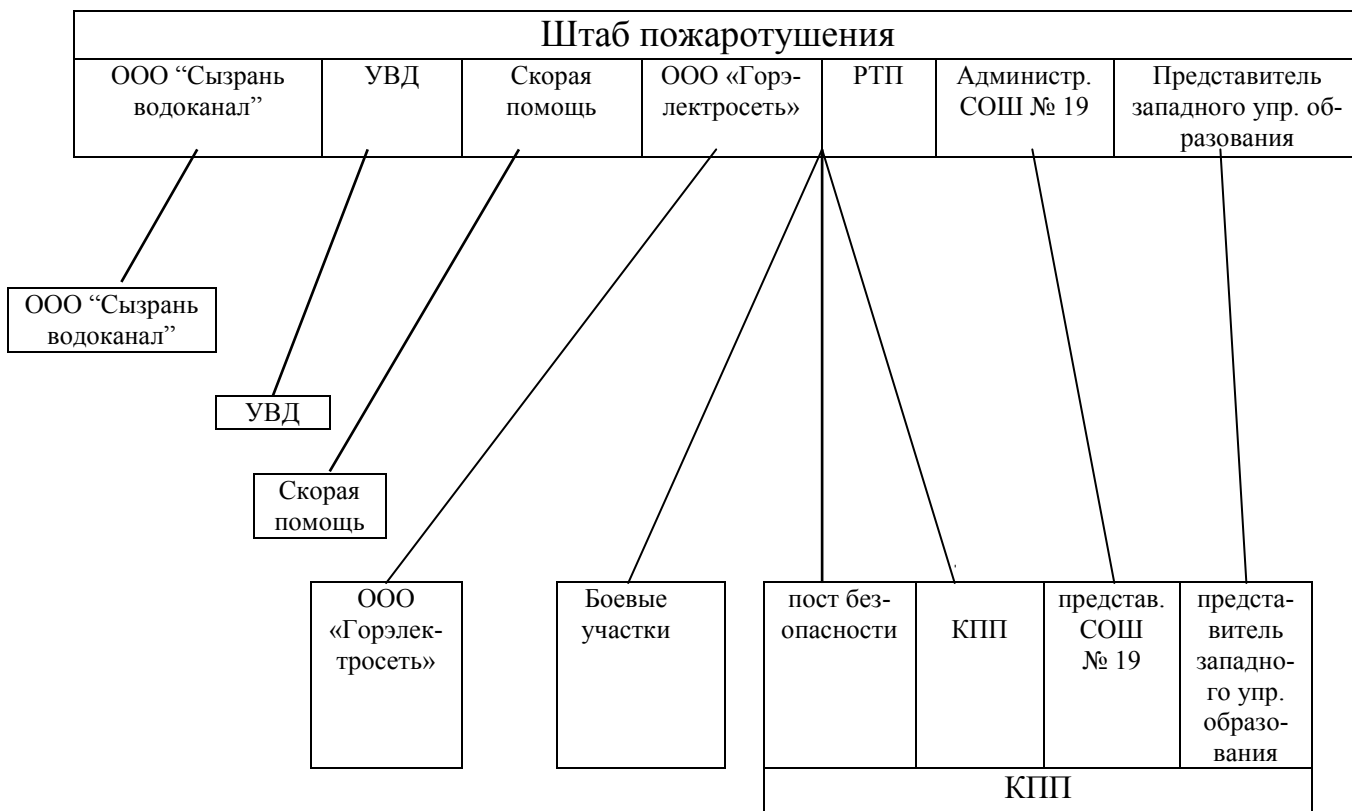 Штаб пожаротушения
ООО “Сызрань
водоканал”
УВД
Скорая
помощь
ООО «Горэ-
лектросеть»
РТП
Администр.
СОШ № 19
Представитель
западного упр. об-
разования
ООО “Сызрань
водоканал”
УВД
Скорая
помощь
ООО
«Горэлек-
тросеть»
Боевые
участки
пост без-
опасности
КПП
представ.
СОШ
№ 19
предста-
витель
западно-
го упр.
образо-
вания
КПП